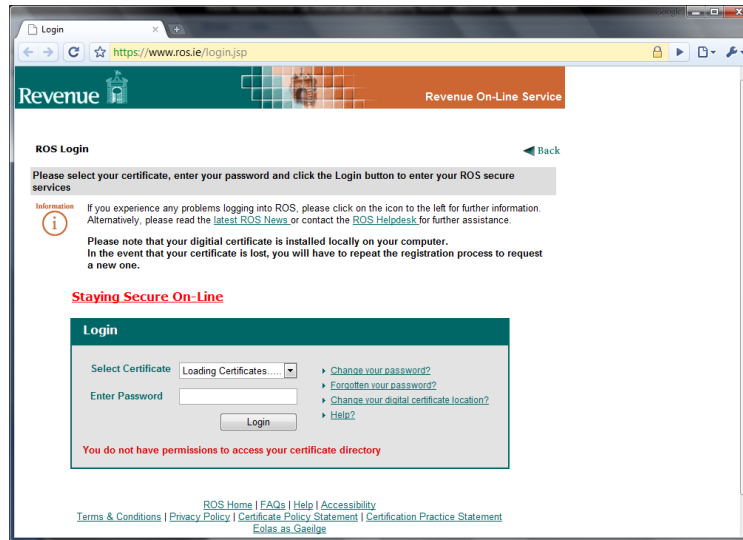 Google
Login
https://www.ros.ie/login.jsp
Revenue
Revenue On-Line Service
ROS Login
Back
Please select your certificate, enter your password and click the Login button to enter your ROS secure
services
Information
If you experience any problems logging into ROS, please click on the icon to the left for further information.
Alternatively, please read the latest ROS News or contact the ROS Helpdesk for further assistance.
Please note that your digitial certificate is installed locally on your computer.
In the event that your certificate is lost, you will have to repeat the registration process to request
a new one.
Staying Secure On-Line
Login
Select Certificate Loading Certificates.....
Change your password?
Forgotten your password?
Enter Password
Change your digital certificate location?
Help?
Login
You do not have permissions to access your certificate directory
ROS Home | FAQs | Help | Accessibility
Terms & Conditions | Privacy Policy | Certificate Policy Statement | Certification Practice Statement
Eolas as Gaeilge